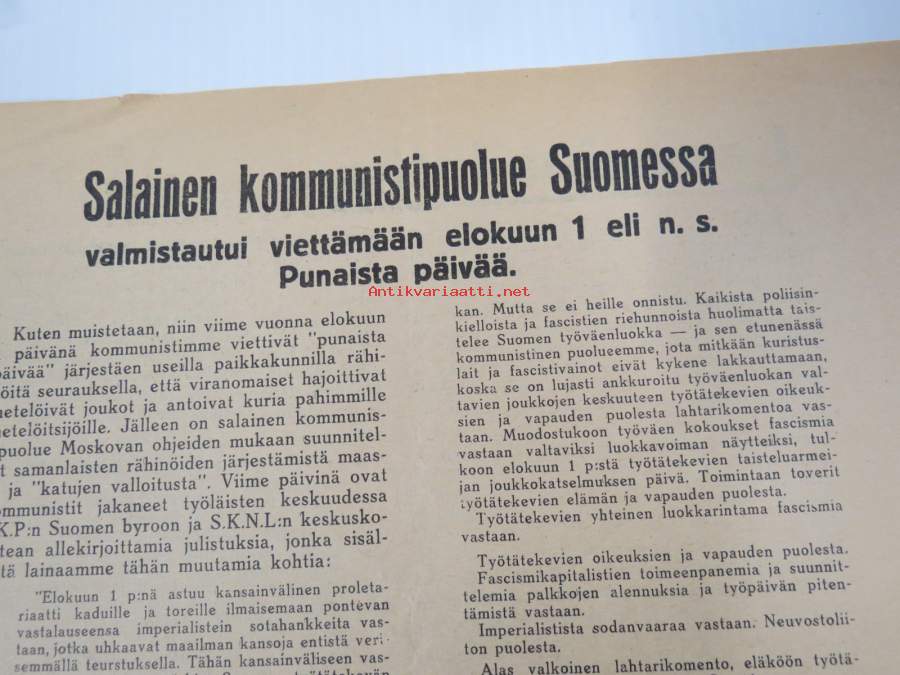 Salainen kommunistipuolue Suomessa
valmistautui viettämään elokuun 1 eli n. s.
Punaista päivää.
Antikvariaatti.net
Kuten muistetaan, niin viime vuonna elokuun
päivänä kommunistimme viettivät "punaista
päivää" järjestäen useilla paikkakunnilla rähi-
öitä seurauksella, että viranomaiset hajoittivat
metelöivät joukot ja antoivat kuria pahimmille
metelöitsijöille. Jälleen on salainen kommunis-
puolue Moskovan ohjeiden mukaan suunnitel-
t samanlaisten rähinöiden järjestämistä maas-
ja "katujen valloitusta". Viime päivinä ovat
ommunistit jakaneet työläisten keskuudessa
K.P:n Suomen byroon ja S.K.N.L:n keskusko-
tean allekirjoittamia julistuksia, jonka sisäl-
tä lainaamme tähän muutamia kohtia:
"Elokuun 1 p:nä astuu kansainvälinen proleta-
riaatti kaduille ja toreille ilmaisemaan pontevan
vastalauseensa imperialistein sotahankkeita vas-
taan, jotka uhkaavat maailman kansoja entistä veri-
semmällä teurstuksella. Tähän kansainväliseen vas-
kan. Mutta se ei heille onnistu. Kaikista poliisin-
kielloista ja fascistien riehunnoista huolimatta tais-
telee Suomen työväenluokka — ja sen etunenässä
kommunistinen puolueemme, jota mitkään kuristus-
lait ja fascistivainot eivät kykene lakkauttamaan,
koska se on lujasti ankkuroitu työväenluokan val-
tavien joukkojen keskuuteen työtätekevien oikeuk-
sien ja vapauden puolesta lahtarikomentoa vas-
taan. Muodostukoon työväen kokoukset fascismia
vastaan valtaviksi luokkavoiman näytteiksi, tul-
koon elokuun 1 p:stä työtätekevien taisteluarmei-
jan joukkokatselmuksen päivä. Toimintaan toverit
työtätekevien elämän ja vapauden puolesta.
Työtätekevien yhteinen luokkarintama fascismia
vastaan.
Työtätekevien oikeuksien ja vapauden puolesta.
Fascismikapitalistien toimeenpanemia ja suunnit-
telemia palkkojen alennuksia ja työpäivän piten-
tämistä vastaan.
Imperialistista sodanvaaraa vastaan. Neuvostolii-
ton puolesta.
Alas valkoinen lahtarikomento, eläköön työtä-